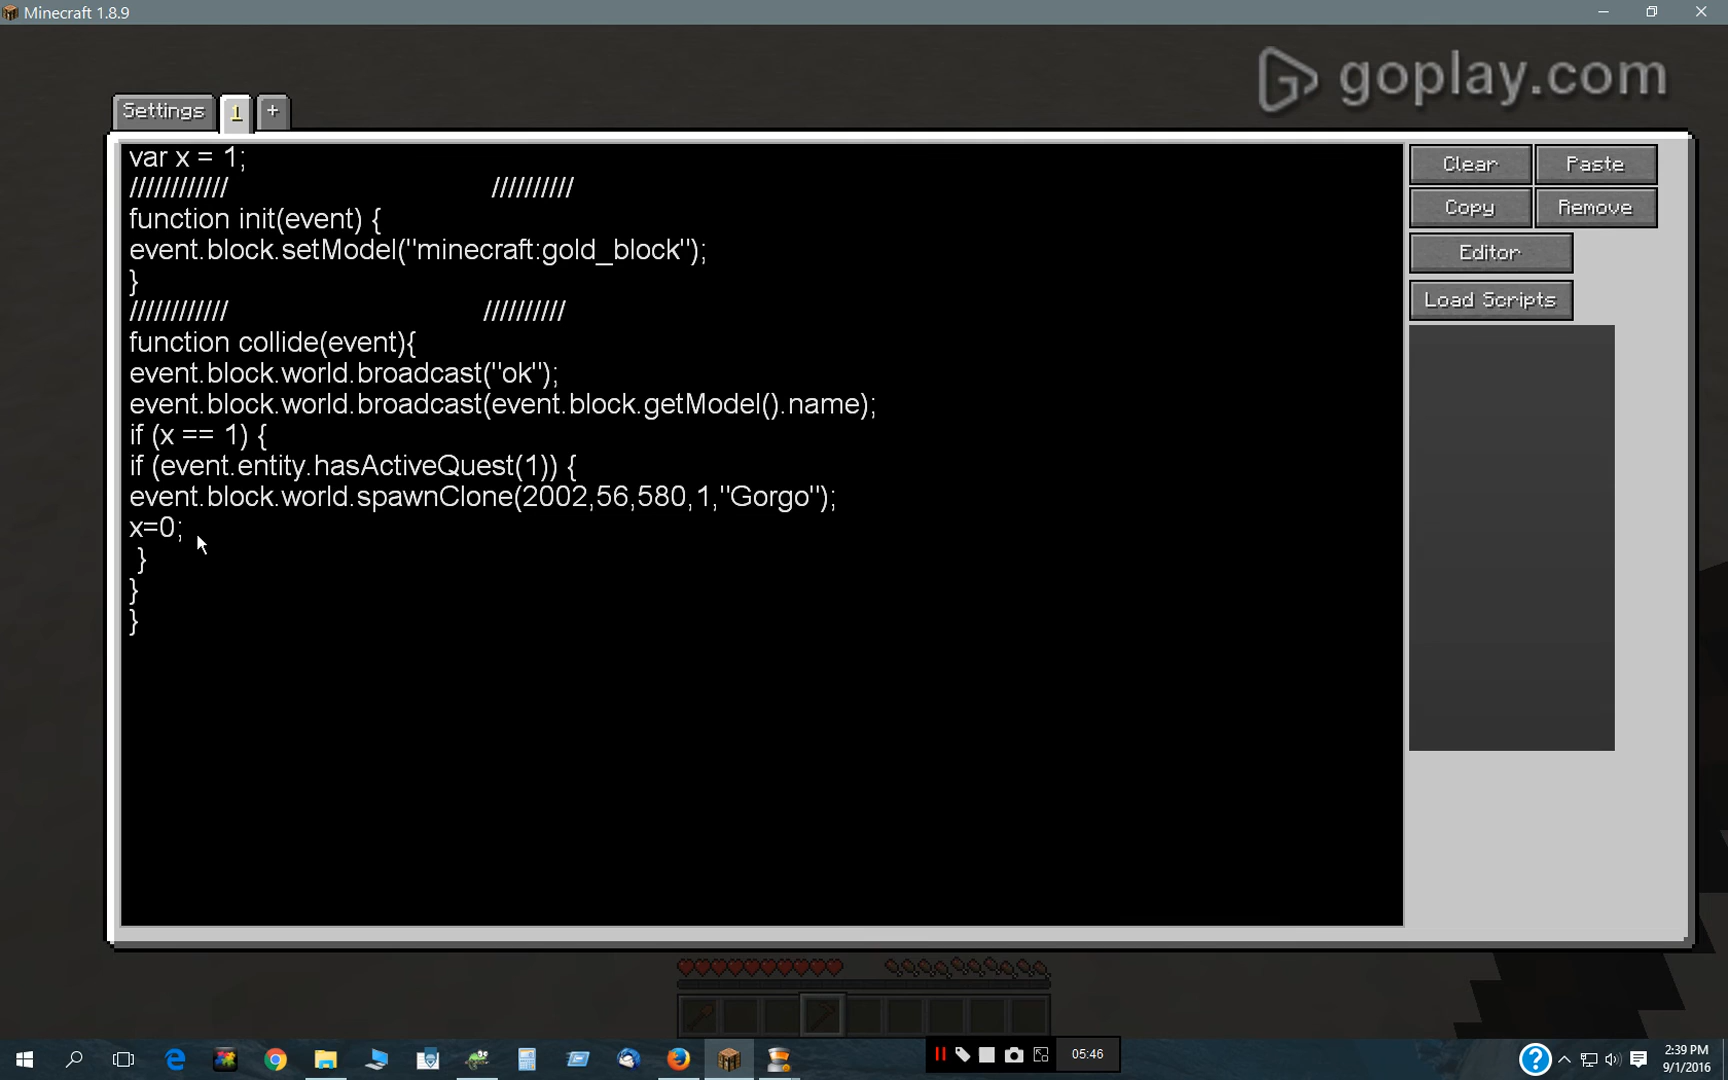 Minecraft 1.8.9
goplay.com
Settings
1
+
var x = 1;
//////////// //////////
function init(event) {
event.block.setModel("minecraft:gold_block");
}
//////////// //////////
function collide(event){
event.block.world.broadcast("ok");
event.block.world.broadcast(event.block.getModel().name);
if (x == 1) {
if (event.entity.hasActiveQuest(1)) {
event.block.world.spawnClone(2002,56,580,1,"Gorgo");
x=0;
}
}
}
Clear
Paste
Copy
Remove
Editor
Load Scripts
05:46
2:39 PM
9/1/2016